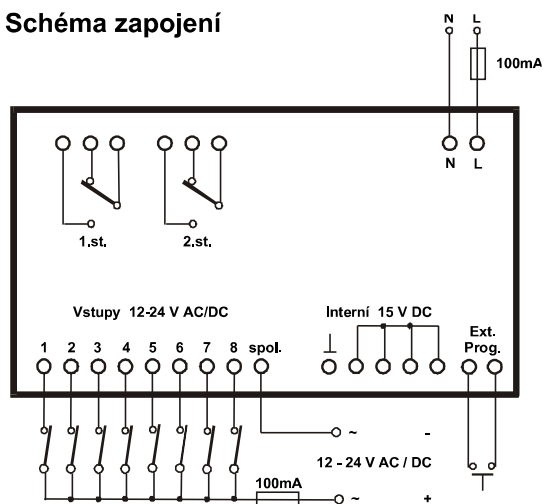 Schéma zapojení
N L
100mA
N L
1.st. 2.st.
Vstupy 12-24 V AC/DC
Interní 15 V DC
Ext.
Prog.
1 2 3 4 5 6 7 8 spol.
~ -
12 - 24 V AC / DC
100mA
~ +